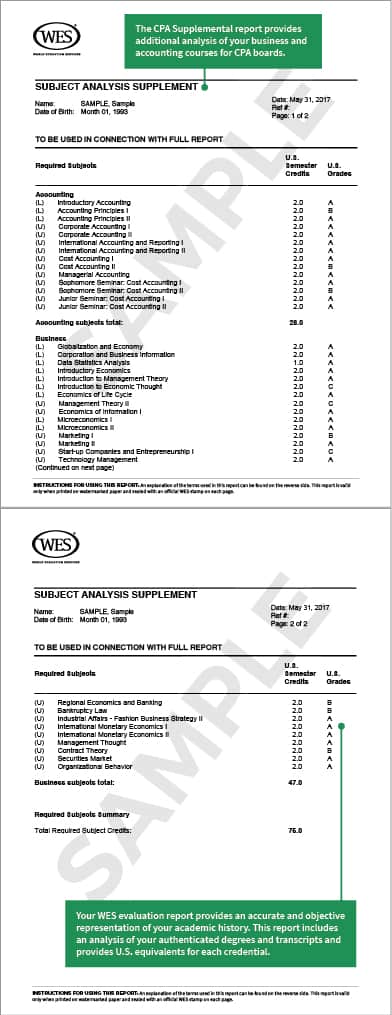 WES
WORLD EDUCATION SERVICES
The CPA Supplemental report provides
additional analysis of your business and
accounting courses for CPA boards.
SUBJECT ANALYSIS SUPPLEMENT
Name: SAMPLE, Sample
Date of Birth: Month 01, 1993
Date: May 31, 2017
Ref #:
Page: 1 of 2
TO BE USED IN CONNECTION WITH FULL REPORT
Required Subjects U.S. Semester Credits U.S. Grades
Accounting
(L) Introductory Accounting 2.0 A
(L) Accounting Principles I 2.0 B
(L) Accounting Principles II 2.0 A
(U) Corporate Accounting I 2.0 A
(U) Corporate Accounting II 2.0 A
(U) International Accounting and Reporting I 2.0 A
(U) International Accounting and Reporting II 2.0 A
(U) Cost Accounting I 2.0 A
(U) Cost Accounting II 2.0 B
(U) Managerial Accounting 2.0 A
(U) Sophomore Seminar: Cost Accounting I 2.0 A
(U) Sophomore Seminar: Cost Accounting II 2.0 B
(U) Junior Seminar: Cost Accounting I 2.0 A
(U) Junior Seminar: Cost Accounting II 2.0 A
Accounting subjects total: 28.0
Business
(L) Globalization and Economy 2.0 A
(L) Corporation and Business Information 2.0 A
(L) Data Statistics Analysis 1.0 A
(L) Introductory Economics 2.0 A
(L) Introduction to Management Theory 2.0 A
(L) Introduction to Economic Thought 2.0 C
(L) Economics of Life Cycle 2.0 A
(U) Management Theory II 2.0 C
(U) Economics of Information I 2.0 A
(L) Microeconomics I 2.0 A
(L) Microeconomics II 2.0 A
(U) Marketing I 2.0 B
(U) Marketing II 2.0 A
(U) Start-up Companies and Entrepreneurship I 2.0 C
(U) Technology Management 2.0 A
(Continued on next page)
INSTRUCTIONS FOR USING THIS REPORT: An explanation of the terms used in this report can be found on the reverse side. This report is valid
only when printed on watermarked paper and sealed with an official WES stamp on each page.
SAMPLE
WES
WORLD EDUCATION SERVICES
SUBJECT ANALYSIS SUPPLEMENT
Name: SAMPLE, Sample
Date of Birth: Month 01, 1993
Date: May 31, 2017
Ref #:
Page: 2 of 2
TO BE USED IN CONNECTION WITH FULL REPORT
Required Subjects U.S. Semester Credits U.S. Grades
(U) Regional Economics and Banking 2.0 B
(U) Bankruptcy Law 2.0 B
(U) Industrial Affairs - Fashion Business Strategy II 2.0 A
(U) International Monetary Economics I 2.0 A
(U) International Monetary Economics II 2.0 A
(U) Management Thought 2.0 A
(U) Contract Theory 2.0 B
(U) Securities Market 2.0 A
(U) Organizational Behavior 2.0 A
Business subjects total: 47.0
Required Subjects Summary
Total Required Subject Credits: 75.0
Your WES evaluation report provides an accurate and objective
representation of your academic history. This report includes
an analysis of your authenticated degrees and transcripts and
provides U.S. equivalents for each credential.
INSTRUCTIONS FOR USING THIS REPORT: An explanation of the terms used in this report can be found on the reverse side. This report is valid
only when printed on watermarked paper and sealed with an official WES stamp on each page.
SAMPLE